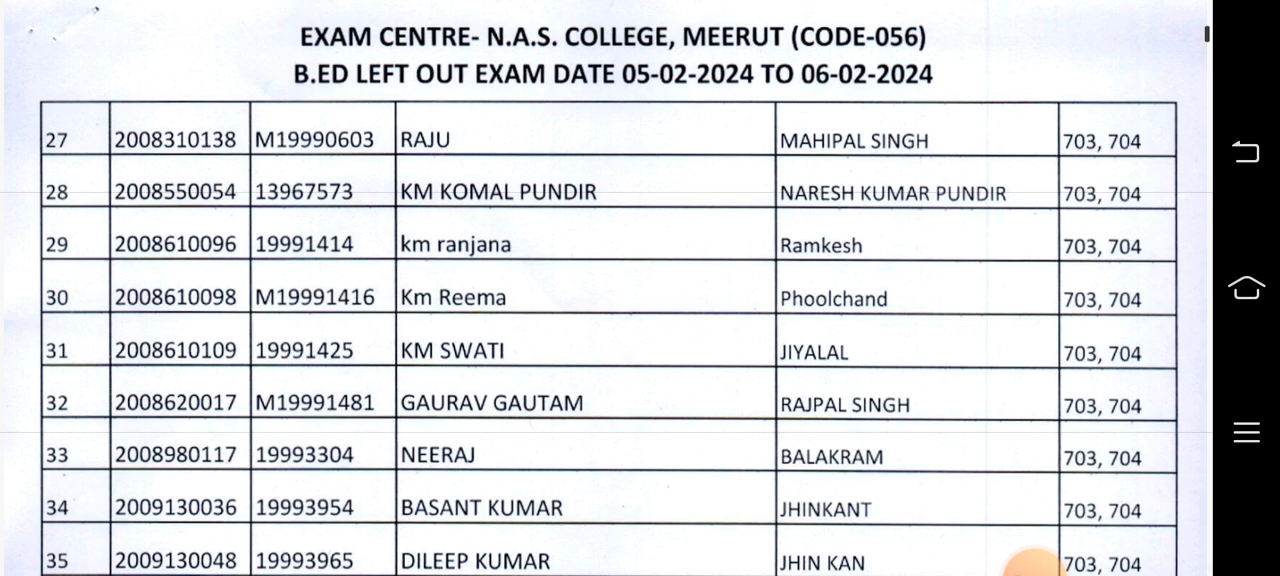 EXAM CENTRE- N.A.S. COLLEGE, MEERUT (CODE-056)
B.ED LEFT OUT EXAM DATE 05-02-2024 TO 06-02-2024
27 2008310138 M19990603 RAJU MAHIPAL SINGH 703, 704
28 2008550054 13967573 KM KOMAL PUNDIR NARESH KUMAR PUNDIR 703, 704
29 2008610096 19991414 km ranjana Ramkesh 703, 704
30 2008610098 M19991416 Km Reema Phoolchand 703, 704
31 2008610109 19991425 KM SWATI JIYALAL 703, 704
32 2008620017 M19991481 GAURAV GAUTAM RAJPAL SINGH 703, 704
33 2008980117 19993304 NEERAJ BALAKRAM 703, 704
34 2009130036 19993954 BASANT KUMAR JHINKANT 703, 704
35 2009130048 19993965 DILEEP KUMAR JHIN KAN 703, 704